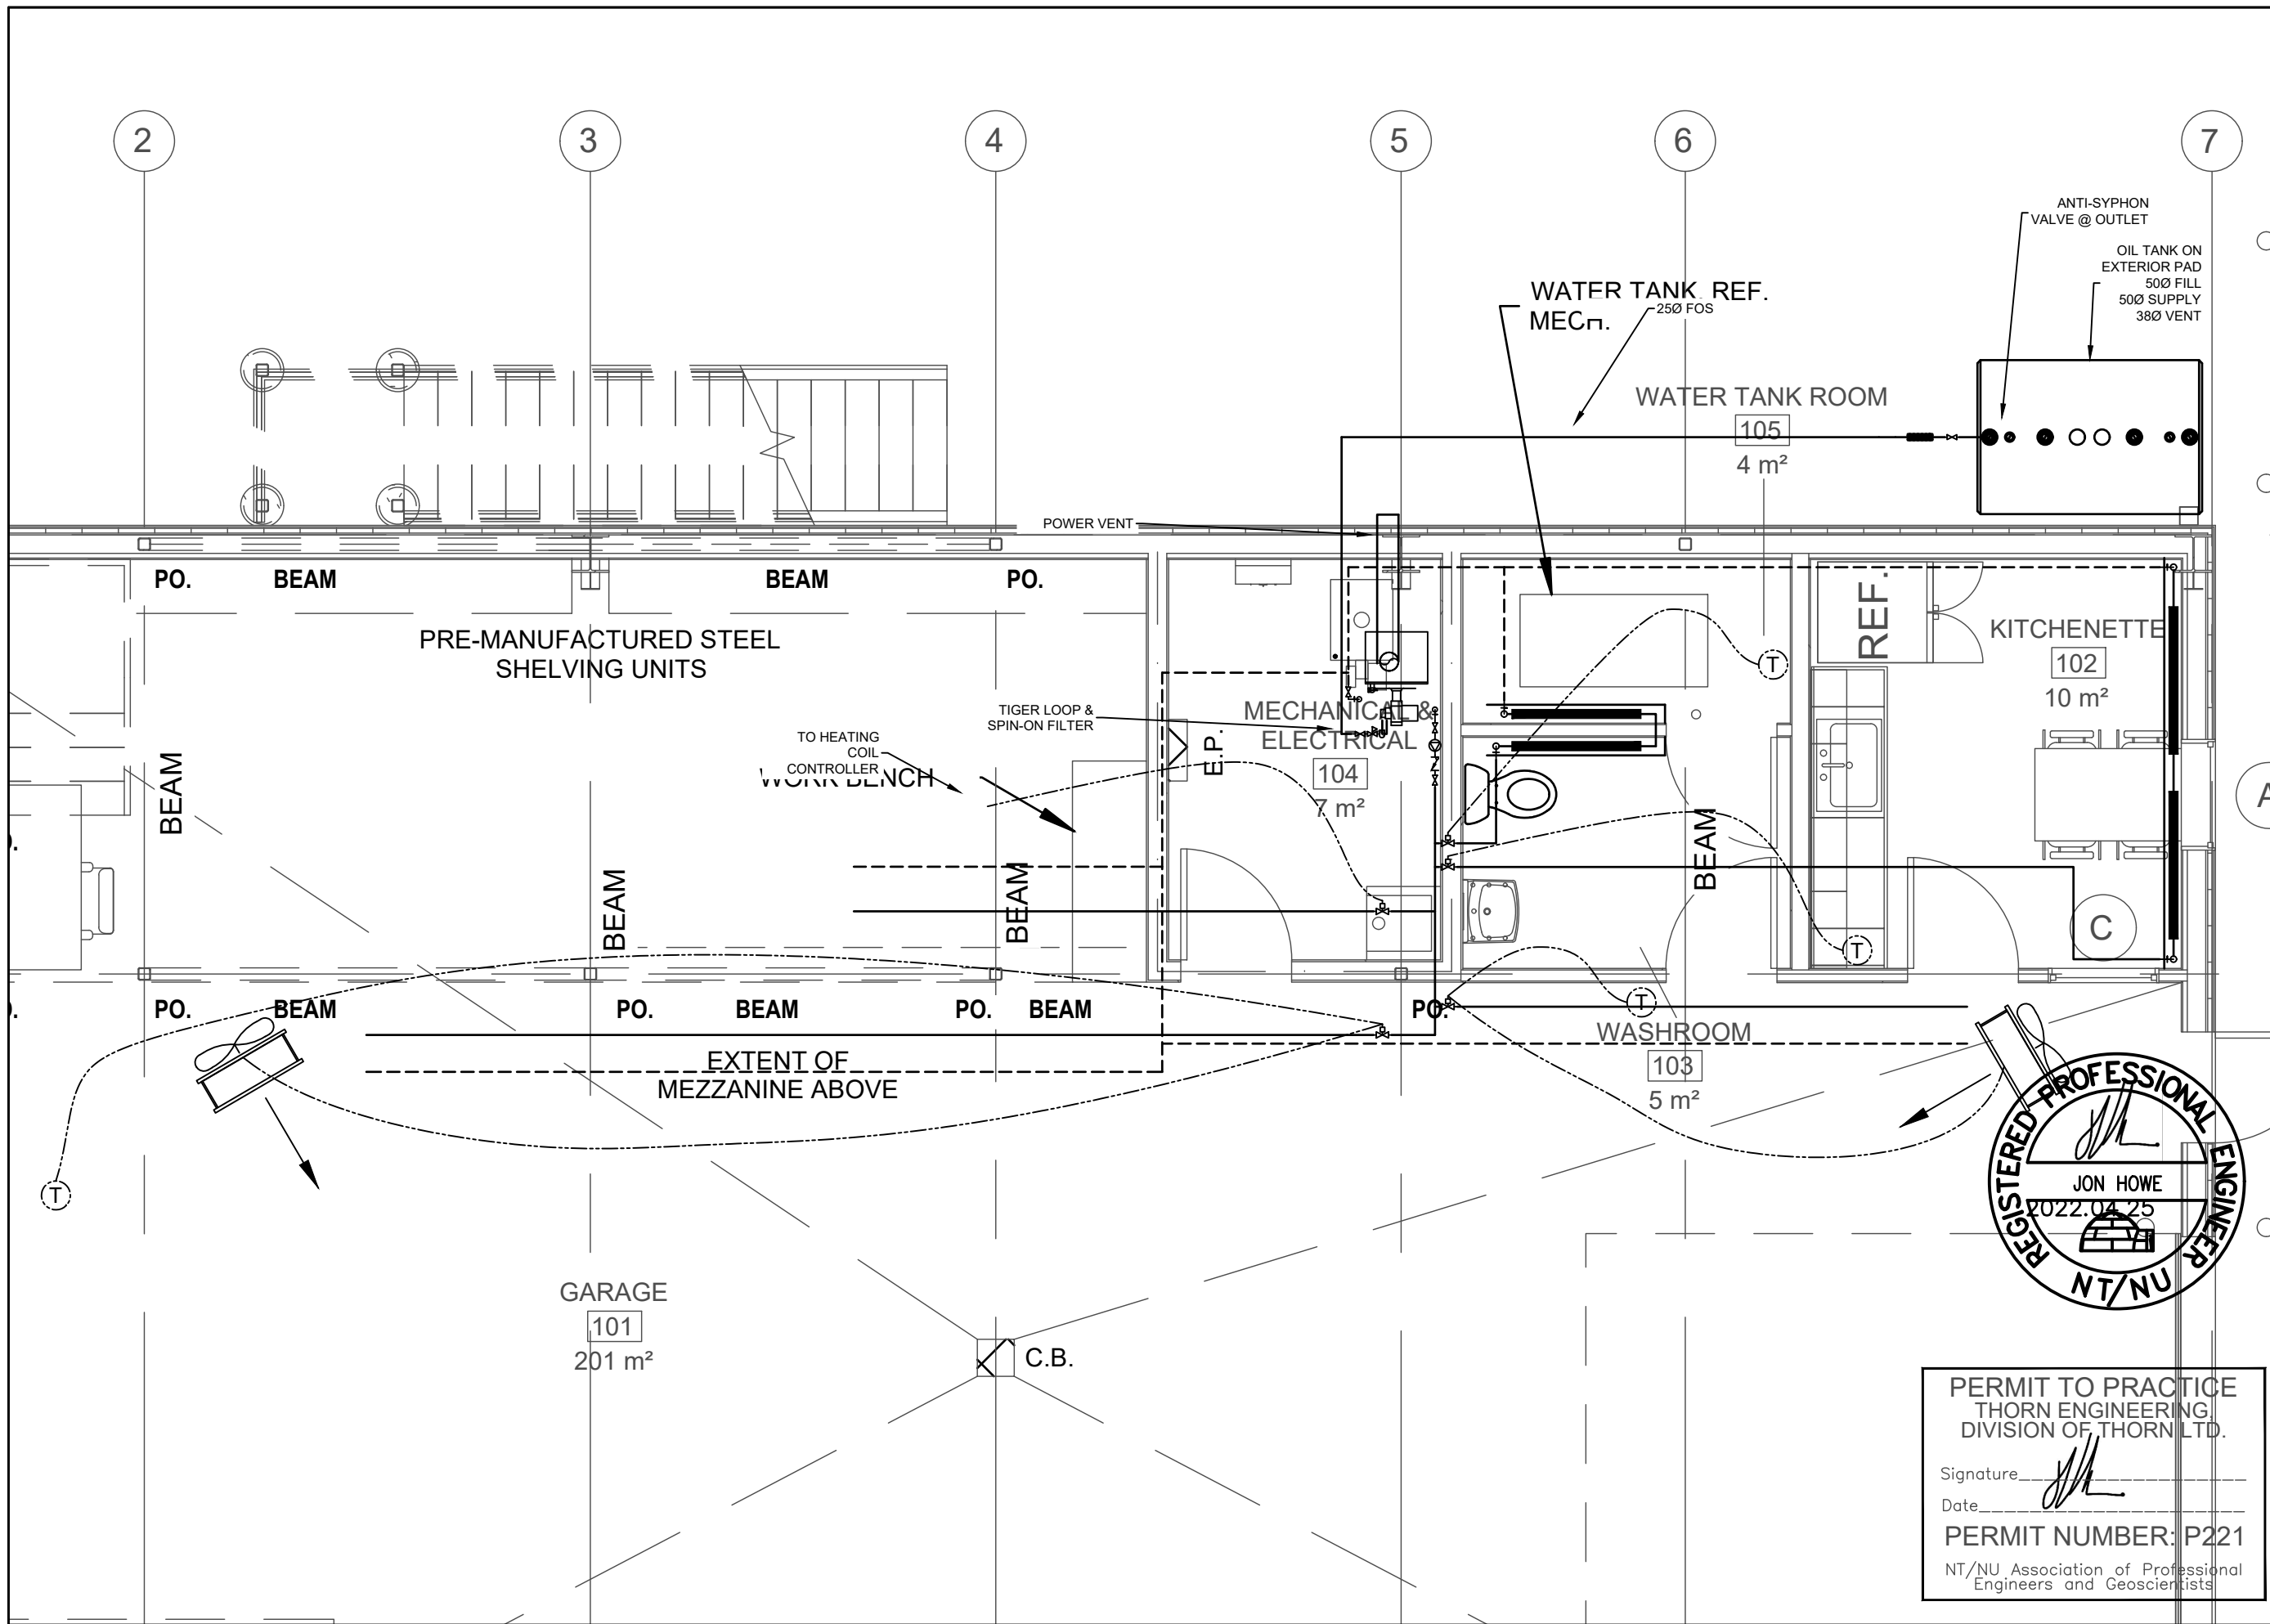 2
3
4
5
6
7
ANTI-SYPHON
VALVE @ OUTLET
OIL TANK ON
EXTERIOR PAD
50Ø FILL
50Ø SUPPLY
38Ø VENT
WATER TANK REF.
25Ø FOS
WATER TANK ROOM
105
4 m²
POWER VENT
PO.
BEAM
BEAM
PO.
PRE-MANUFACTURED STEEL
SHELVING UNITS
REF.
KITCHENETTE
102
10 m²
T
TIGER LOOP &
SPIN-ON FILTER
MECHANICAL &
ELECTRICAL
104
7 m²
E.P.
TO HEATING
COIL
CONTROLLER
WORK BENCH
BEAM
BEAM
BEAM
BEAM
A
C
T
T
PO.
BEAM
PO.
BEAM
PO.
BEAM
PO.
EXTENT OF
MEZZANINE ABOVE
WASHROOM
103
5 m²
T
GARAGE
101
201 m²
C.B.
REGISTERED PROFESSIONAL ENGINEER
JON HOWE
2022.04.25
NT/NU
PERMIT TO PRACTICE
THORN ENGINEERING,
DIVISION OF THORN LTD.
Signature
Date
PERMIT NUMBER: P221
NT/NU Association of Professional
Engineers and Geoscientists